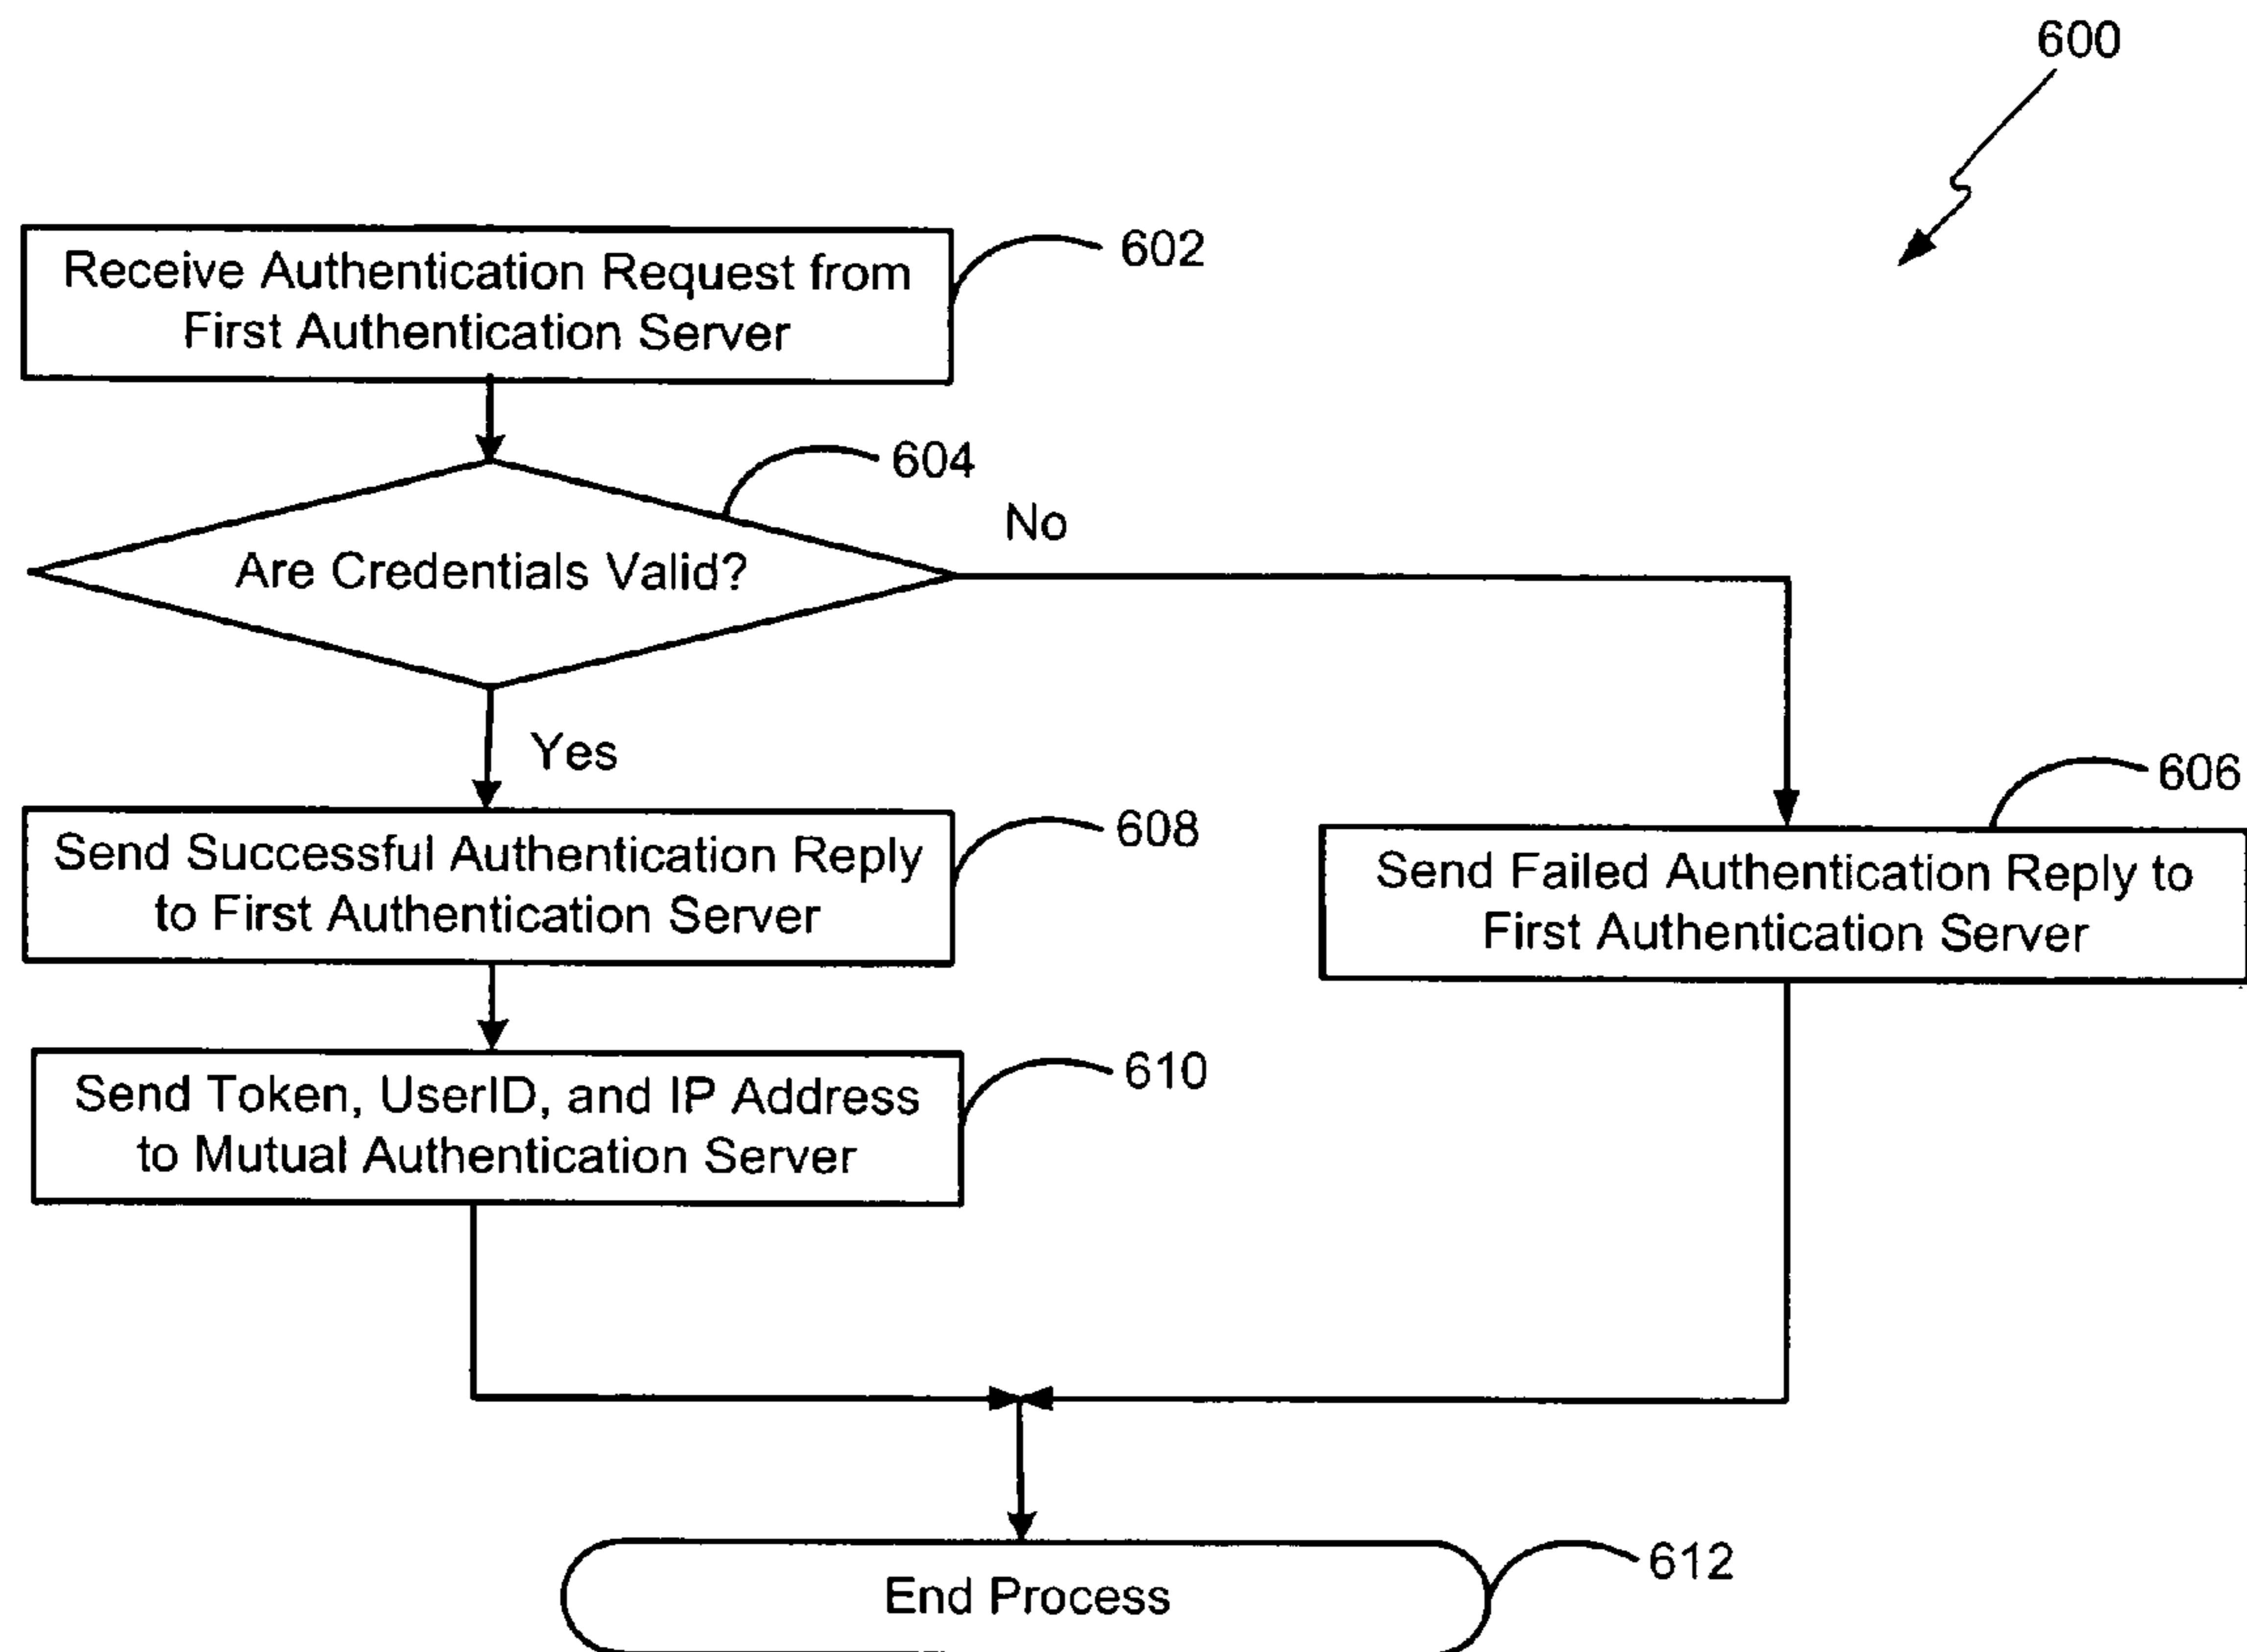 600
Receive Authentication Request from
First Authentication Server
602
604
No
Are Credentials Valid?
Yes
606
608
Send Successful Authentication Reply
to First Authentication Server
Send Failed Authentication Reply to
First Authentication Server
610
Send Token, UserID, and IP Address
to Mutual Authentication Server
612
End Process